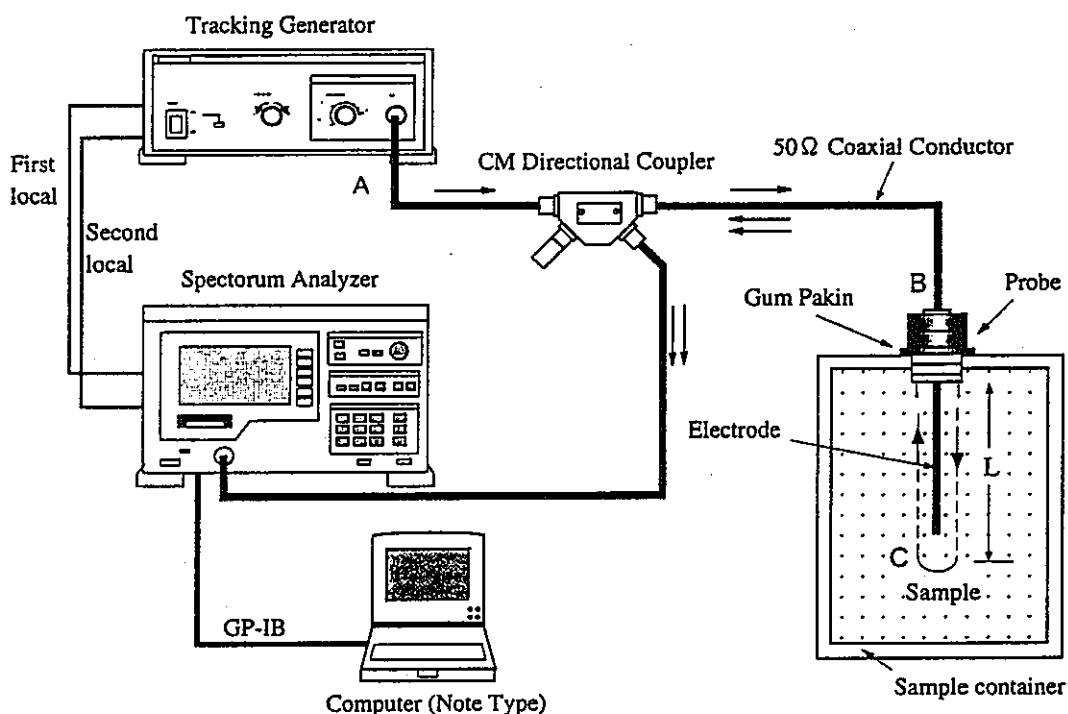 Tracking Generator
First
local
Second
local
A
CM Directional Coupler
50Ω Coaxial Conductor
Spectorum Analyzer
B
Gum Pakin
Probe
Electrode
L
C
Sample
GP-IB
Computer (Note Type)
Sample container